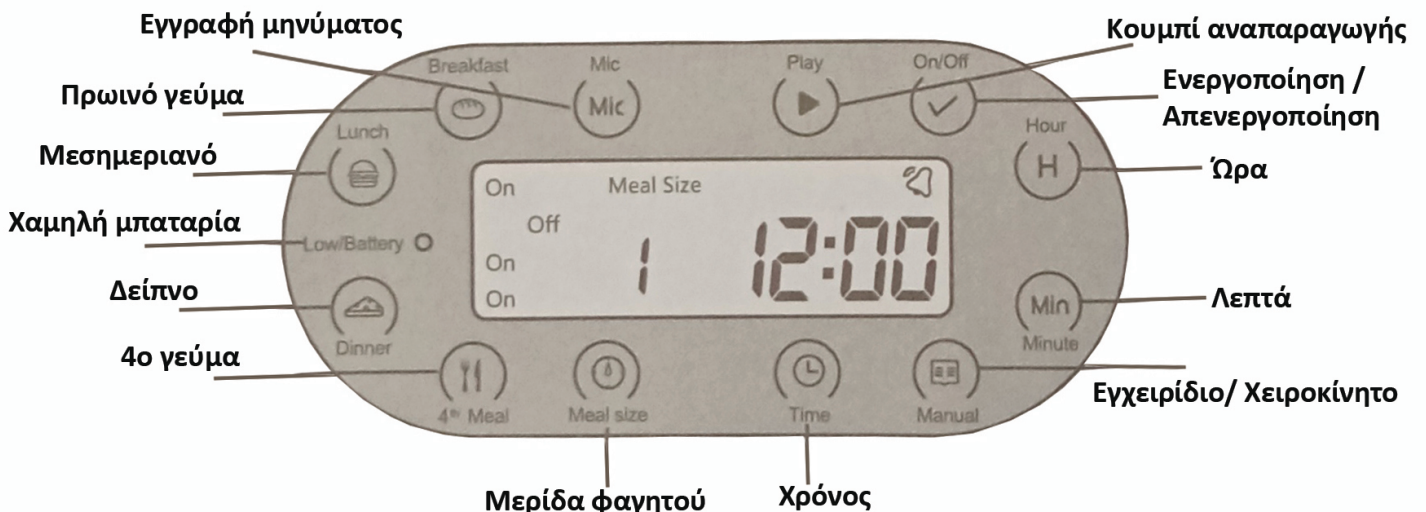 Εγγραφή μηνύματος
Κουμπί αναπαραγωγής
Breakfast
Mic
Play
On/Off
Ενεργοποίηση /
Απενεργοποίηση
Πρωινό γεύμα
Mic
Lunch
Hour
Μεσημεριανό
H
Ώρα
On
Meal Size
Off
Χαμηλή μπαταρία
Low/Battery
On
1
12:00
On
Δείπνο
Min
Λεπτά
Dinner
Minute
4ο γεύμα
4th Meal
Meal size
Time
Manual
Εγχειρίδιο/ Χειροκίνητο
Μερίδα φαγητού
Χρόνος